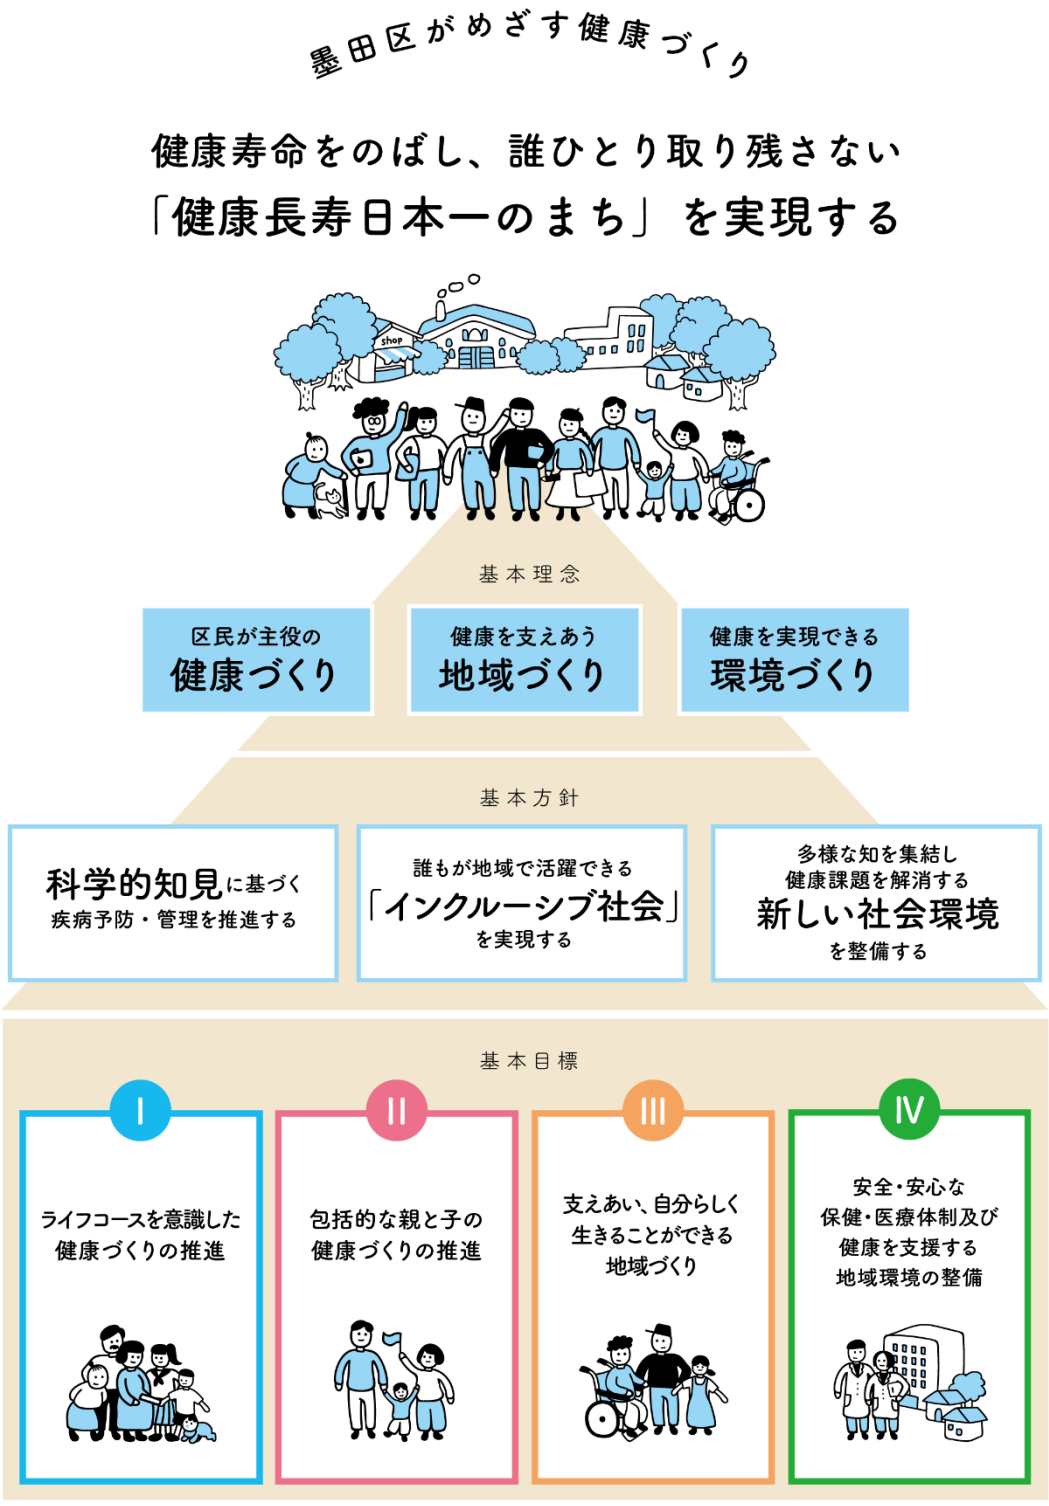 墨田区がめざす健康づくり
健康寿命をのばし、誰ひとり取り残さない
「健康長寿日本一のまち」を実現する
shop
基本理念
区民が主役の
健康づくり
健康を支えあう
地域づくり
健康を実現できる
環境づくり
基本方針
科学的知見に基づく
疾病予防・管理を推進する
誰もが地域で活躍できる
「インクルーシブ社会」
を実現する
多様な知を集結し
健康課題を解消する
新しい社会環境
を整備する
基本目標
I
ライフコースを意識した
健康づくりの推進
II
包括的な親と子の
健康づくりの推進
III
支えあい、自分らしく
生きることができる
地域づくり
IV
安全・安心な
保健・医療体制及び
健康を支援する
地域環境の整備